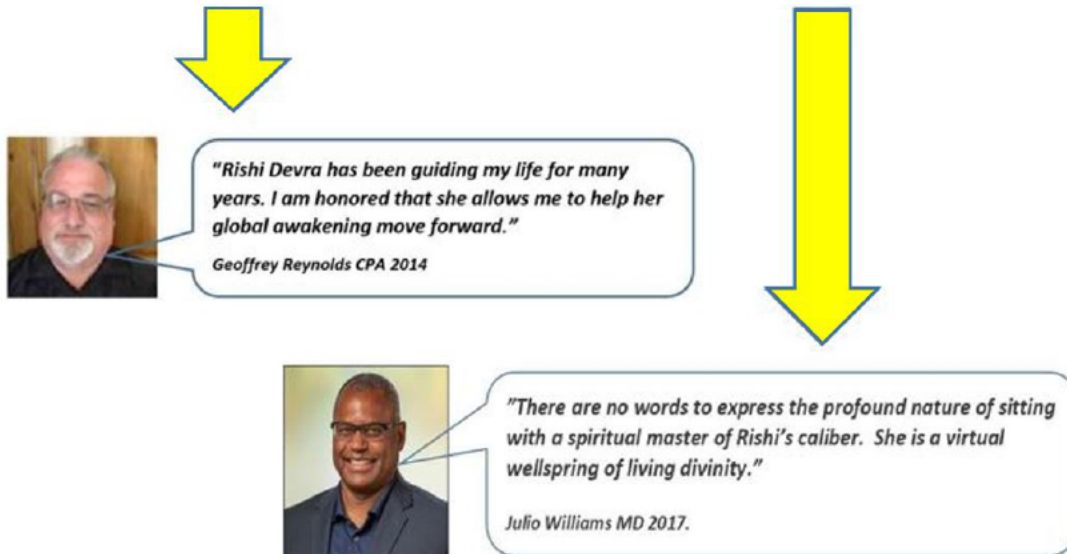 "Rishi Devra has been guiding my life for many
years. I am honored that she allows me to help her
global awakening move forward."
Geoffrey Reynolds CPA 2014
"There are no words to express the profound nature of sitting
with a spiritual master of Rishi's caliber. She is a virtual
wellspring of living divinity."
Julio Williams MD 2017.